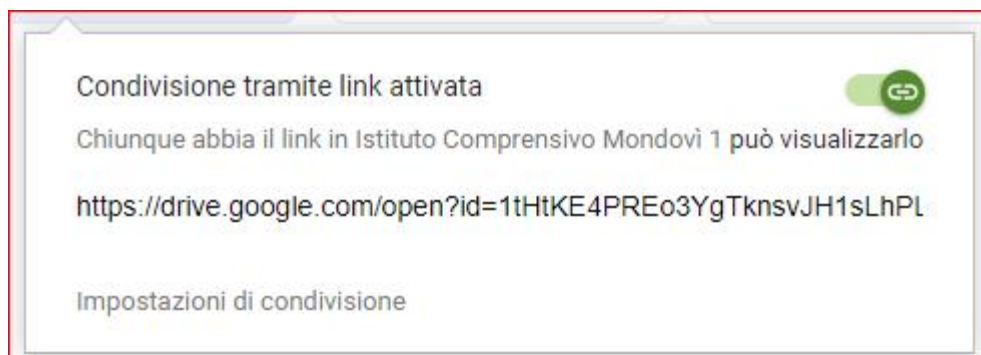 Condivisione tramite link attivata
Chiunque abbia il link in Istituto Comprensivo Mondovì 1 può visualizzarlo
https://drive.google.com/open?id=1tHtKE4PREo3YgTknsvJH1sLhPL
Impostazioni di condivisione